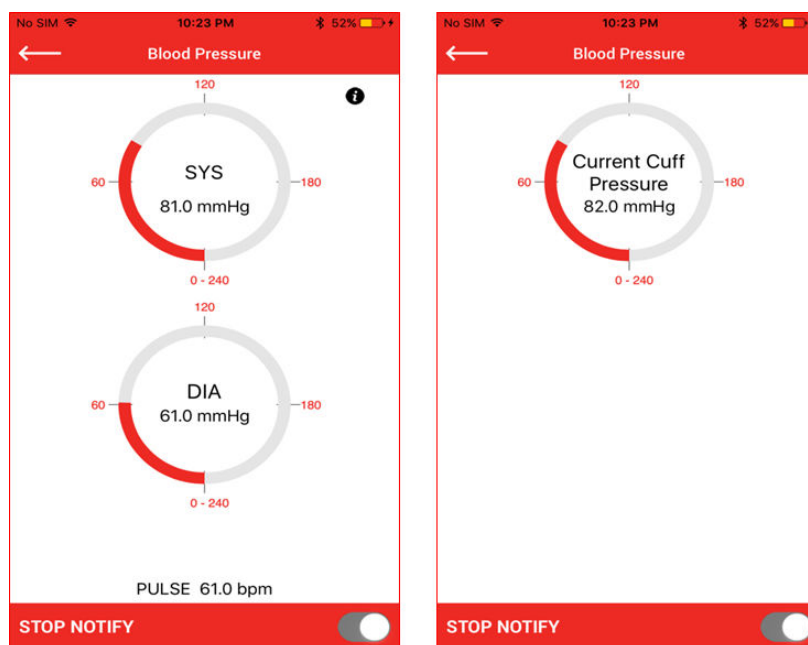 No SIM 10:23 PM 52%
Blood Pressure
120
SYS
60 180
81.0 mmHg
0 - 240
120
DIA
60 180
61.0 mmHg
0 - 240
PULSE 61.0 bpm
STOP NOTIFY
No SIM 10:23 PM 52%
Blood Pressure
120
Current Cuff
60 Pressure 180
82.0 mmHg
0 - 240
STOP NOTIFY